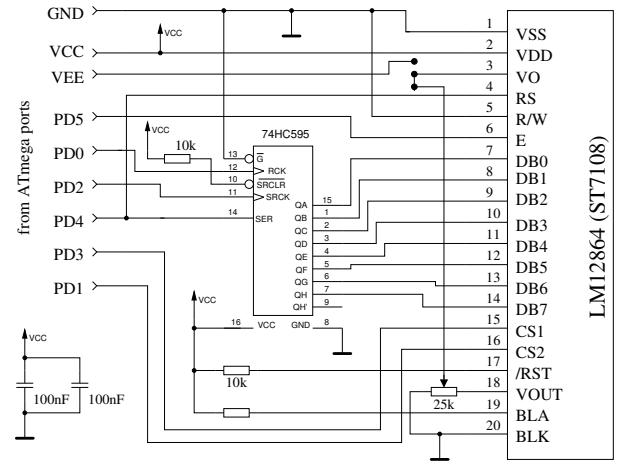 GND
VCC
VCC
VEE
PD5
PD0
PD2
PD4
PD3
PD1
from ATmega ports
VCC
10k
74HC595
13
G
12
RCK
10
SRCLR
11
SRCK
14
SER
QA
15
QB
1
QC
2
QD
3
QE
4
QF
5
QG
6
QH
7
QH'
9
16
VCC
GND
8
VCC
10k
VCC
100nF
100nF
25k
1
VSS
2
VDD
3
VO
4
RS
5
R/W
6
E
7
DB0
8
DB1
9
DB2
10
DB3
11
DB4
12
DB5
13
DB6
14
DB7
15
CS1
16
CS2
17
/RST
18
VOUT
19
BLA
20
BLK
LM12864 (ST7108)